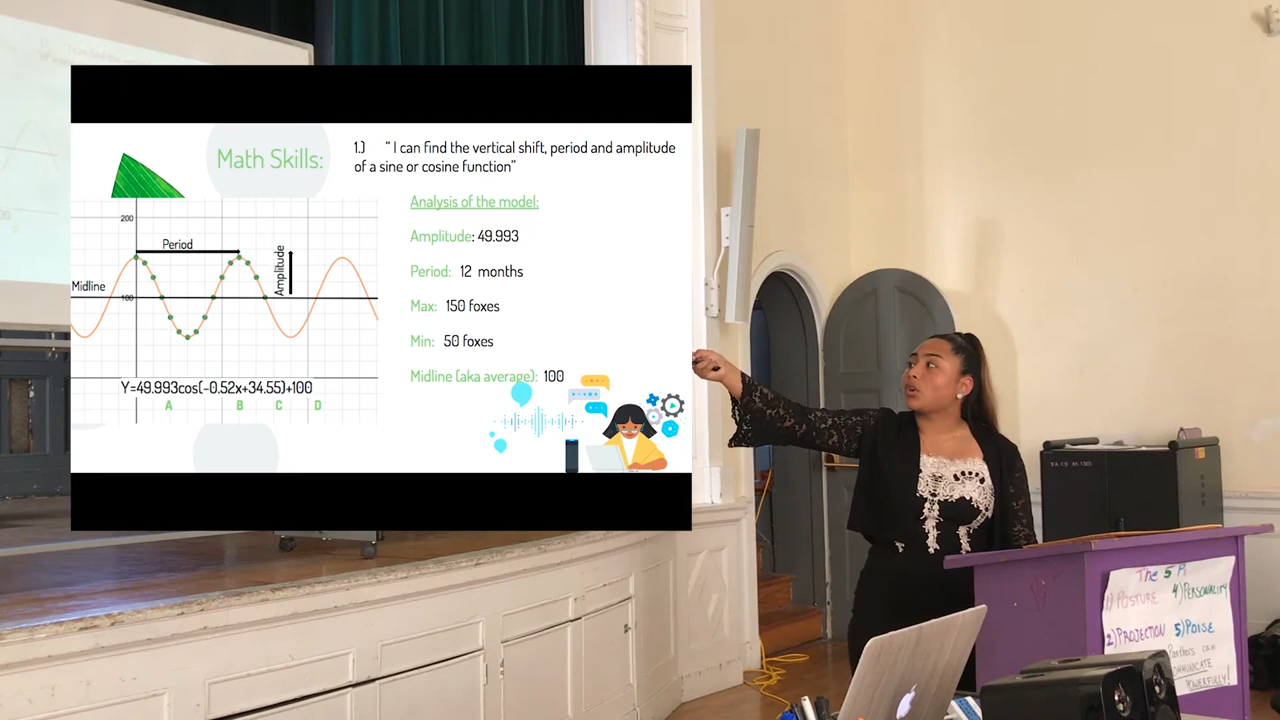 Math Skills:
1.) “ I can find the vertical shift, period and amplitude
of a sine or cosine function”
Analysis of the model:
Amplitude: 49.993
Period: 12 months
Max: 150 foxes
Min: 50 foxes
Midline (aka average): 100
200
Period
Amplitude
Midline
100
Y=49.993cos(-0.52x+34.55)+100
A B C D
The 5 P
1) POSTURE 4) PERSONALITY
2) PROJECTION 5) POISE
Panthers can
POWERFULLY!